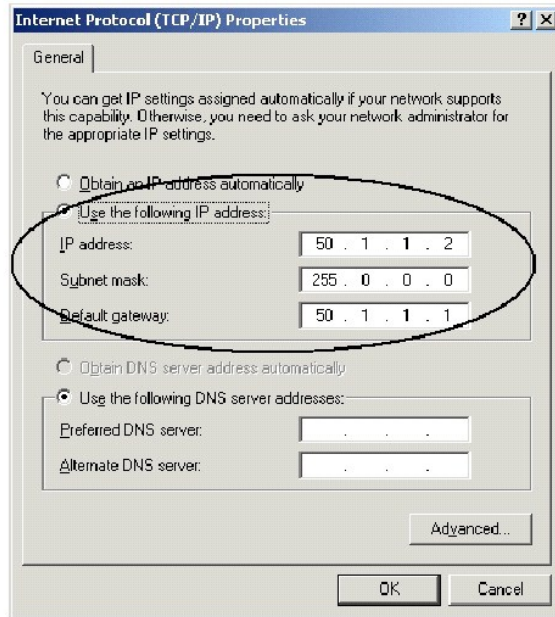 Internet Protocol (TCP/IP) Properties
General
You can get IP settings assigned automatically if your network supports
this capability. Otherwise, you need to ask your network administrator for
the appropriate IP settings.
Obtain an IP address automatically
Use the following IP address:
IP address: 50 . 1 . 1 . 2
Subnet mask: 255 . 0 . 0 . 0
Default gateway: 50 . 1 . 1 . 1
Obtain DNS server address automatically
Use the following DNS server addresses:
Preferred DNS server: . . .
Alternate DNS server: . . .
Advanced...
OK Cancel